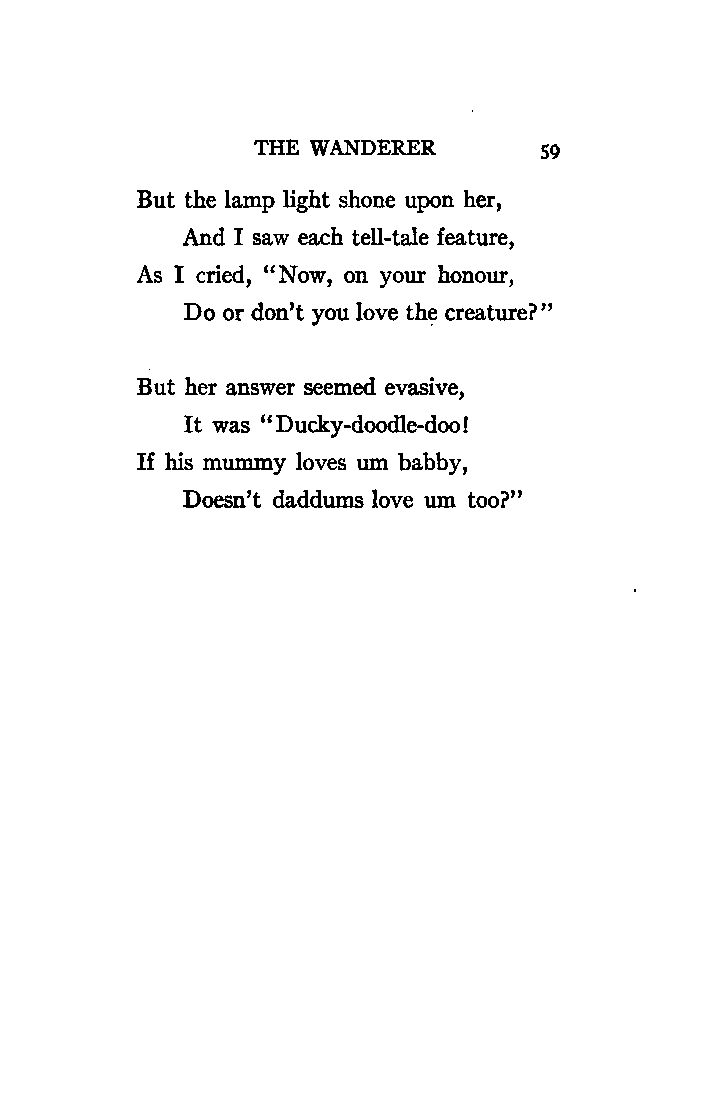 THE WANDERER 59
But the lamp light shone upon her,
And I saw each tell-tale feature,
As I cried, “Now, on your honour,
Do or don't you love the creature?”
But her answer seemed evasive,
It was “Ducky-doodle-doo!
If his mummy loves um babby,
Doesn't daddums love um too?”